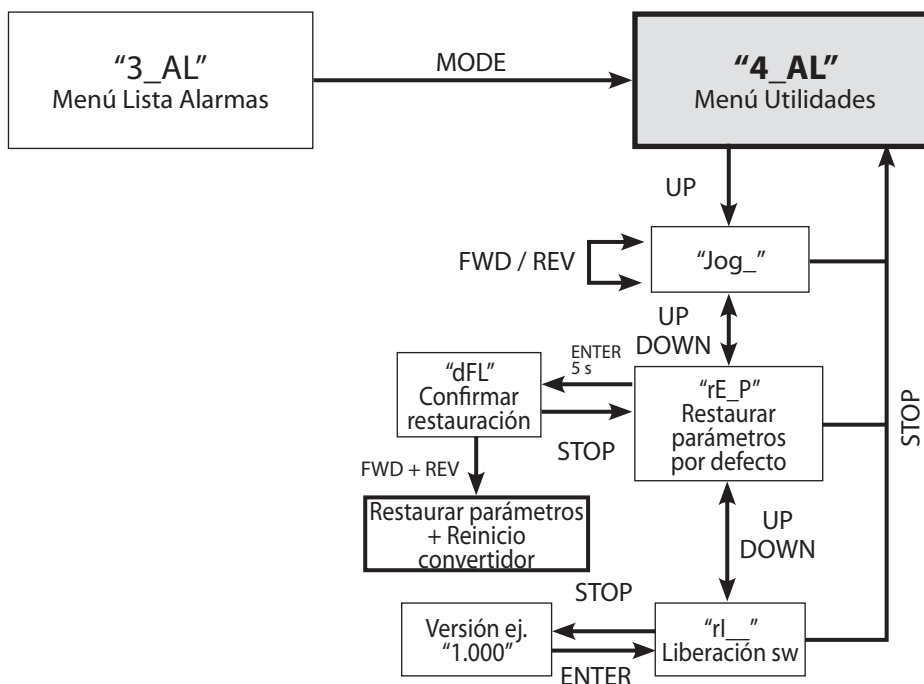 “3_AL”
Menú Lista Alarmas
MODE
“4_AL”
Menú Utilidades
UP
FWD / REV
“Jog_”
UP
DOWN
“dFL”
Confirmar
restauración
ENTER
5 s
STOP
“rE_P”
Restaurar
parámetros
por defecto
STOP
FWD + REV
Restaurar parámetros
+ Reinicio
convertidor
UP
DOWN
STOP
Versión ej.
“1.000”
ENTER
“rl__”
Liberación sw